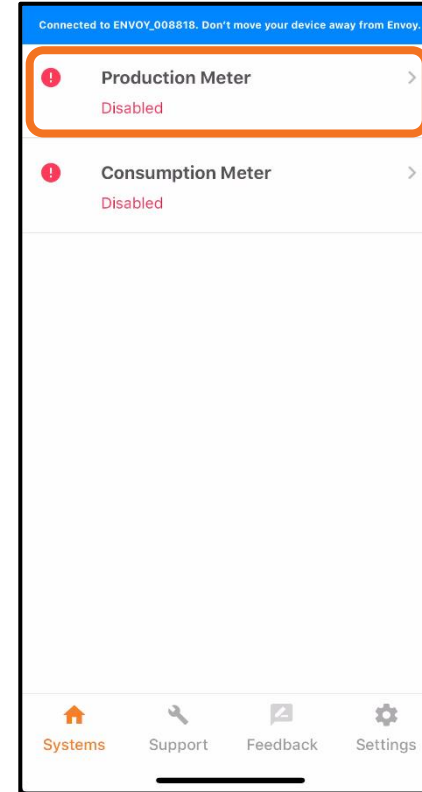 Connected to ENVOY_008818. Don't move your device away from Envoy.
Production Meter
Disabled
Consumption Meter
Disabled
Systems Support Feedback Settings